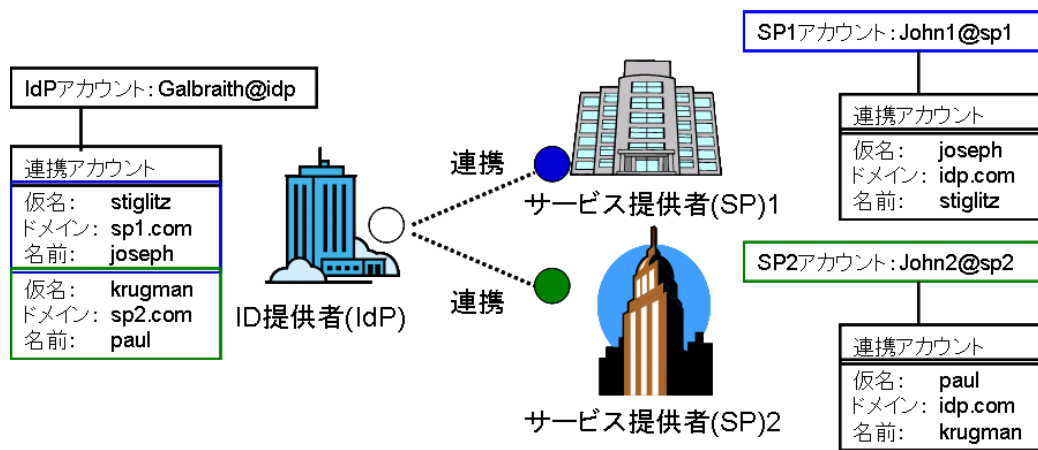 IdPアカウント：Galbraith@idp
連携アカウント
仮名： stiglitz
ドメイン： sp1.com
名前： joseph
仮名： krugman
ドメイン： sp2.com
名前： paul
ID提供者(IdP)
連携
連携
サービス提供者(SP)1
サービス提供者(SP)2
SP1アカウント：John1@sp1
連携アカウント
仮名： joseph
ドメイン： idp.com
名前： stiglitz
SP2アカウント：John2@sp2
連携アカウント
仮名： paul
ドメイン： idp.com
名前： krugman